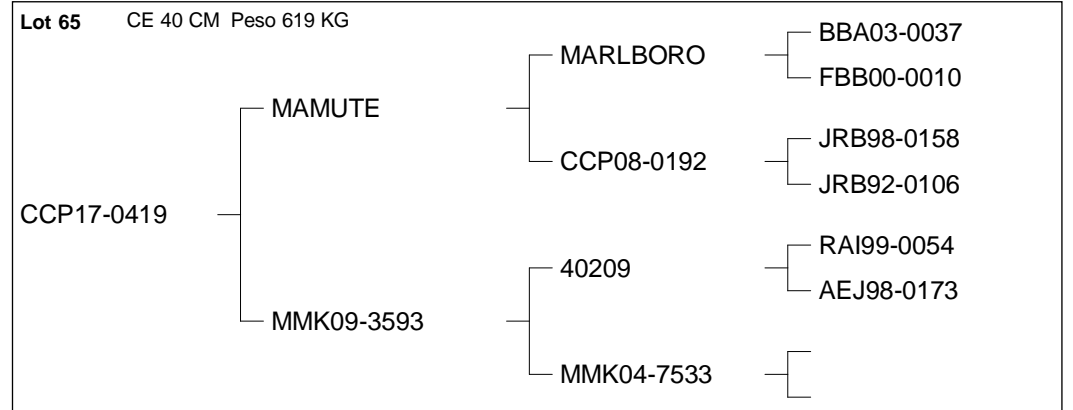 Lot 65 CE 40 CM Peso 619 KG
BBA03-0037
MARLBORO
FBB00-0010
MAMUTE
JRB98-0158
CCP08-0192
JRB92-0106
CCP17-0419
RAI99-0054
40209
AEJ98-0173
MMK09-3593
MMK04-7533